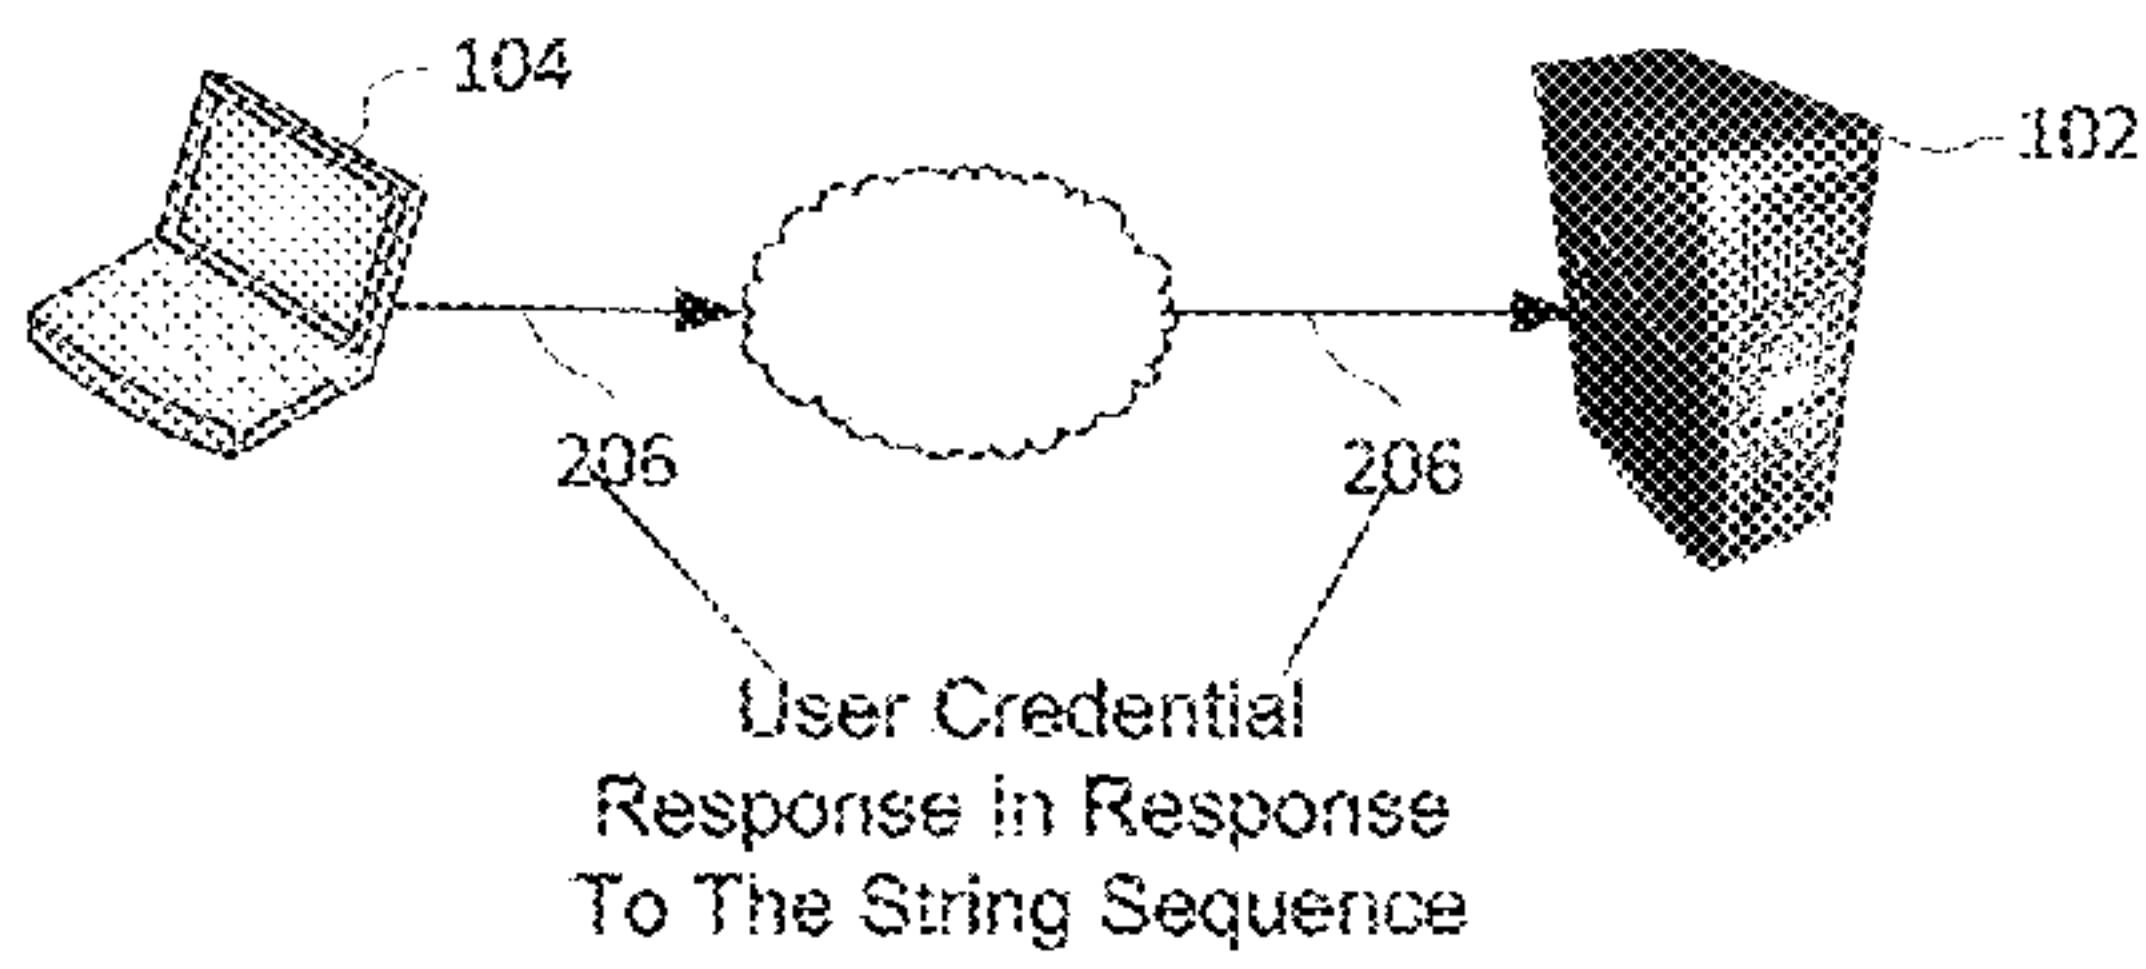 104
102
206
206
User Credential
Response in Response
To The String Sequence